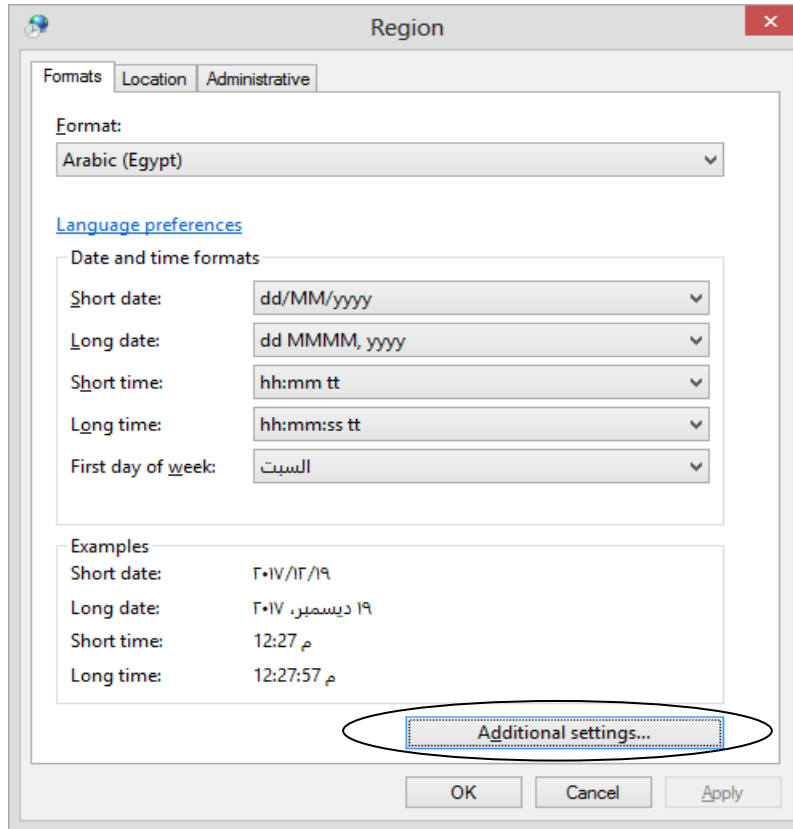 Region
Formats Location Administrative
Format:
Arabic (Egypt)
Language preferences
Date and time formats
Short date: dd/MM/yyyy
Long date: dd MMMM, yyyy
Short time: hh:mm tt
Long time: hh:mm:ss tt
First day of week: السبت
Examples
Short date: ٢٠١٧/١٢/١٩
Long date: ١٩ ديسمبر، ٢٠١٧
Short time: 12:27 م
Long time: 12:27:57 م
Additional settings...
OK Cancel Apply